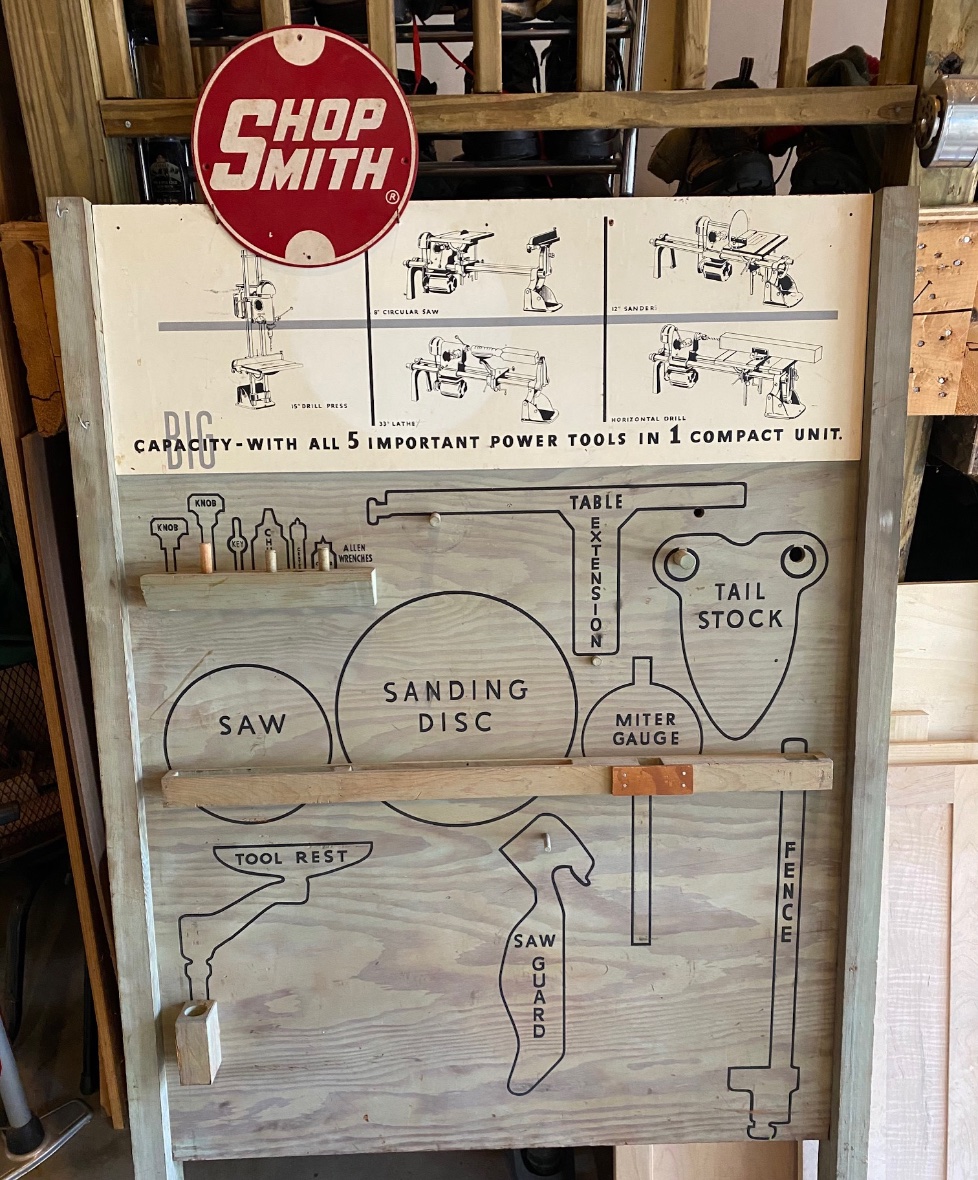 SHOP
SMITH
®
8" CIRCULAR SAW
12" SANDER
15" DRILL PRESS
33" LATHE
HORIZONTAL DRILL
BIG
CAPACITY-WITH ALL 5 IMPORTANT POWER TOOLS IN 1 COMPACT UNIT.
KNOB
KNOB
KEY
ALLEN
WRENCHES
TABLE
EXTENSION
TAIL
STOCK
SAW
SANDING
DISC
MITER
GAUGE
TOOL REST
SAW
GUARD
FENCE